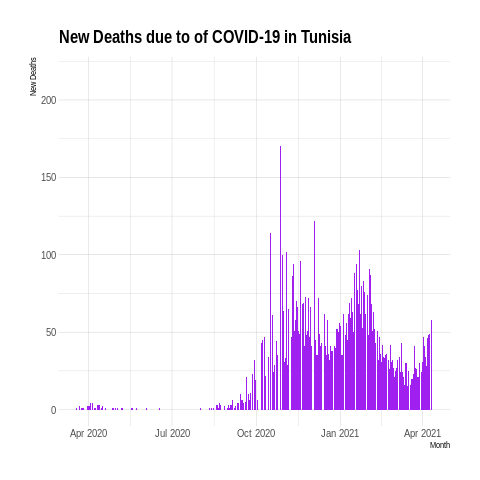 New Deaths due to of COVID-19 in Tunisia
New Deaths
200
150
100
50
0
Apr 2020 Jul 2020 Oct 2020 Jan 2021 Apr 2021
Month